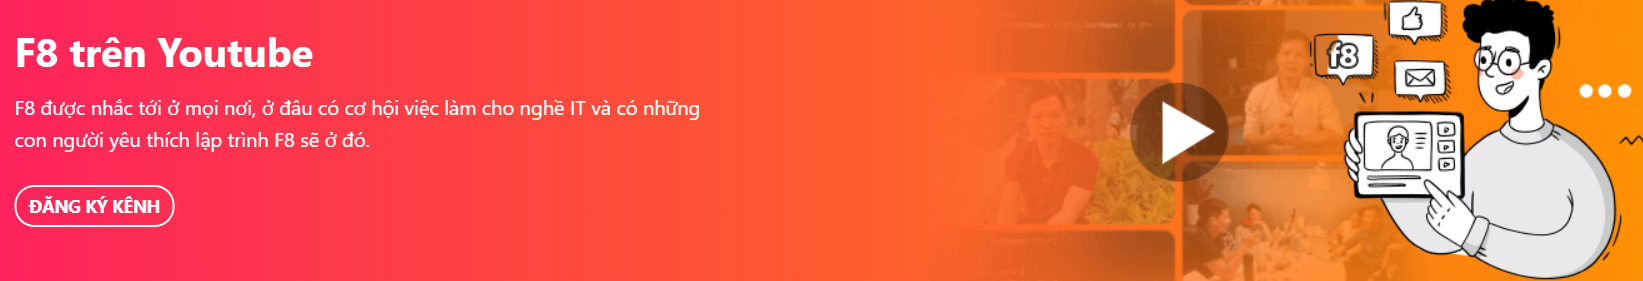 F8 trên Youtube
F8 được nhắc tới ở mọi nơi, ở đâu có cơ hội việc làm cho nghề IT và có những
con người yêu thích lập trình F8 sẽ ở đó.
ĐĂNG KÝ KÊNH
f8